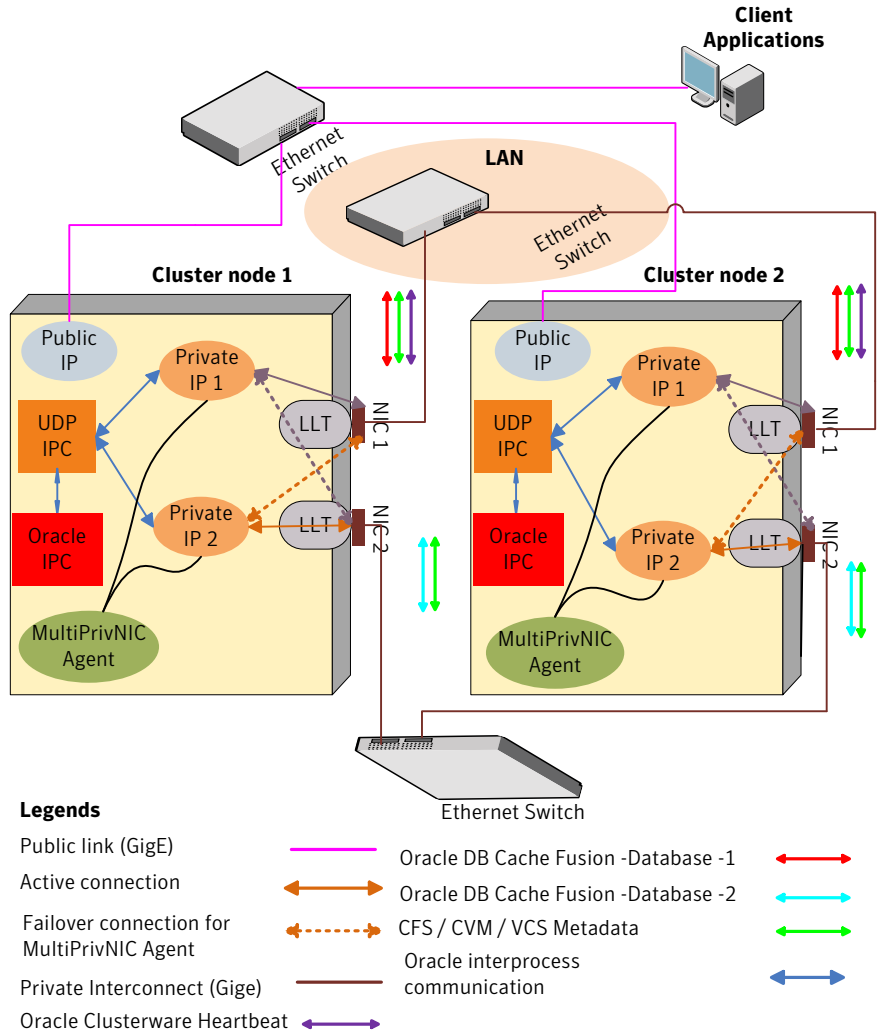 Client
Applications
Ethernet
Switch
LAN
Ethernet
Switch
Cluster node 1
Public
IP
Private
IP 1
UDP
IPC
LLT
NIC 1
Oracle
IPC
Private
IP 2
LLT
NIC 2
MultiPrivNIC
Agent
Cluster node 2
Public
IP
Private
IP 1
UDP
IPC
LLT
NIC 1
Oracle
IPC
Private
IP 2
LLT
NIC 2
MultiPrivNIC
Agent
Ethernet Switch
Legends
Public link (GigE)
Active connection
Failover connection for
MultiPrivNIC Agent
Private Interconnect (Gige)
Oracle Clusterware Heartbeat
Oracle DB Cache Fusion -Database -1
Oracle DB Cache Fusion -Database -2
CFS / CVM / VCS Metadata
Oracle interprocess
communication